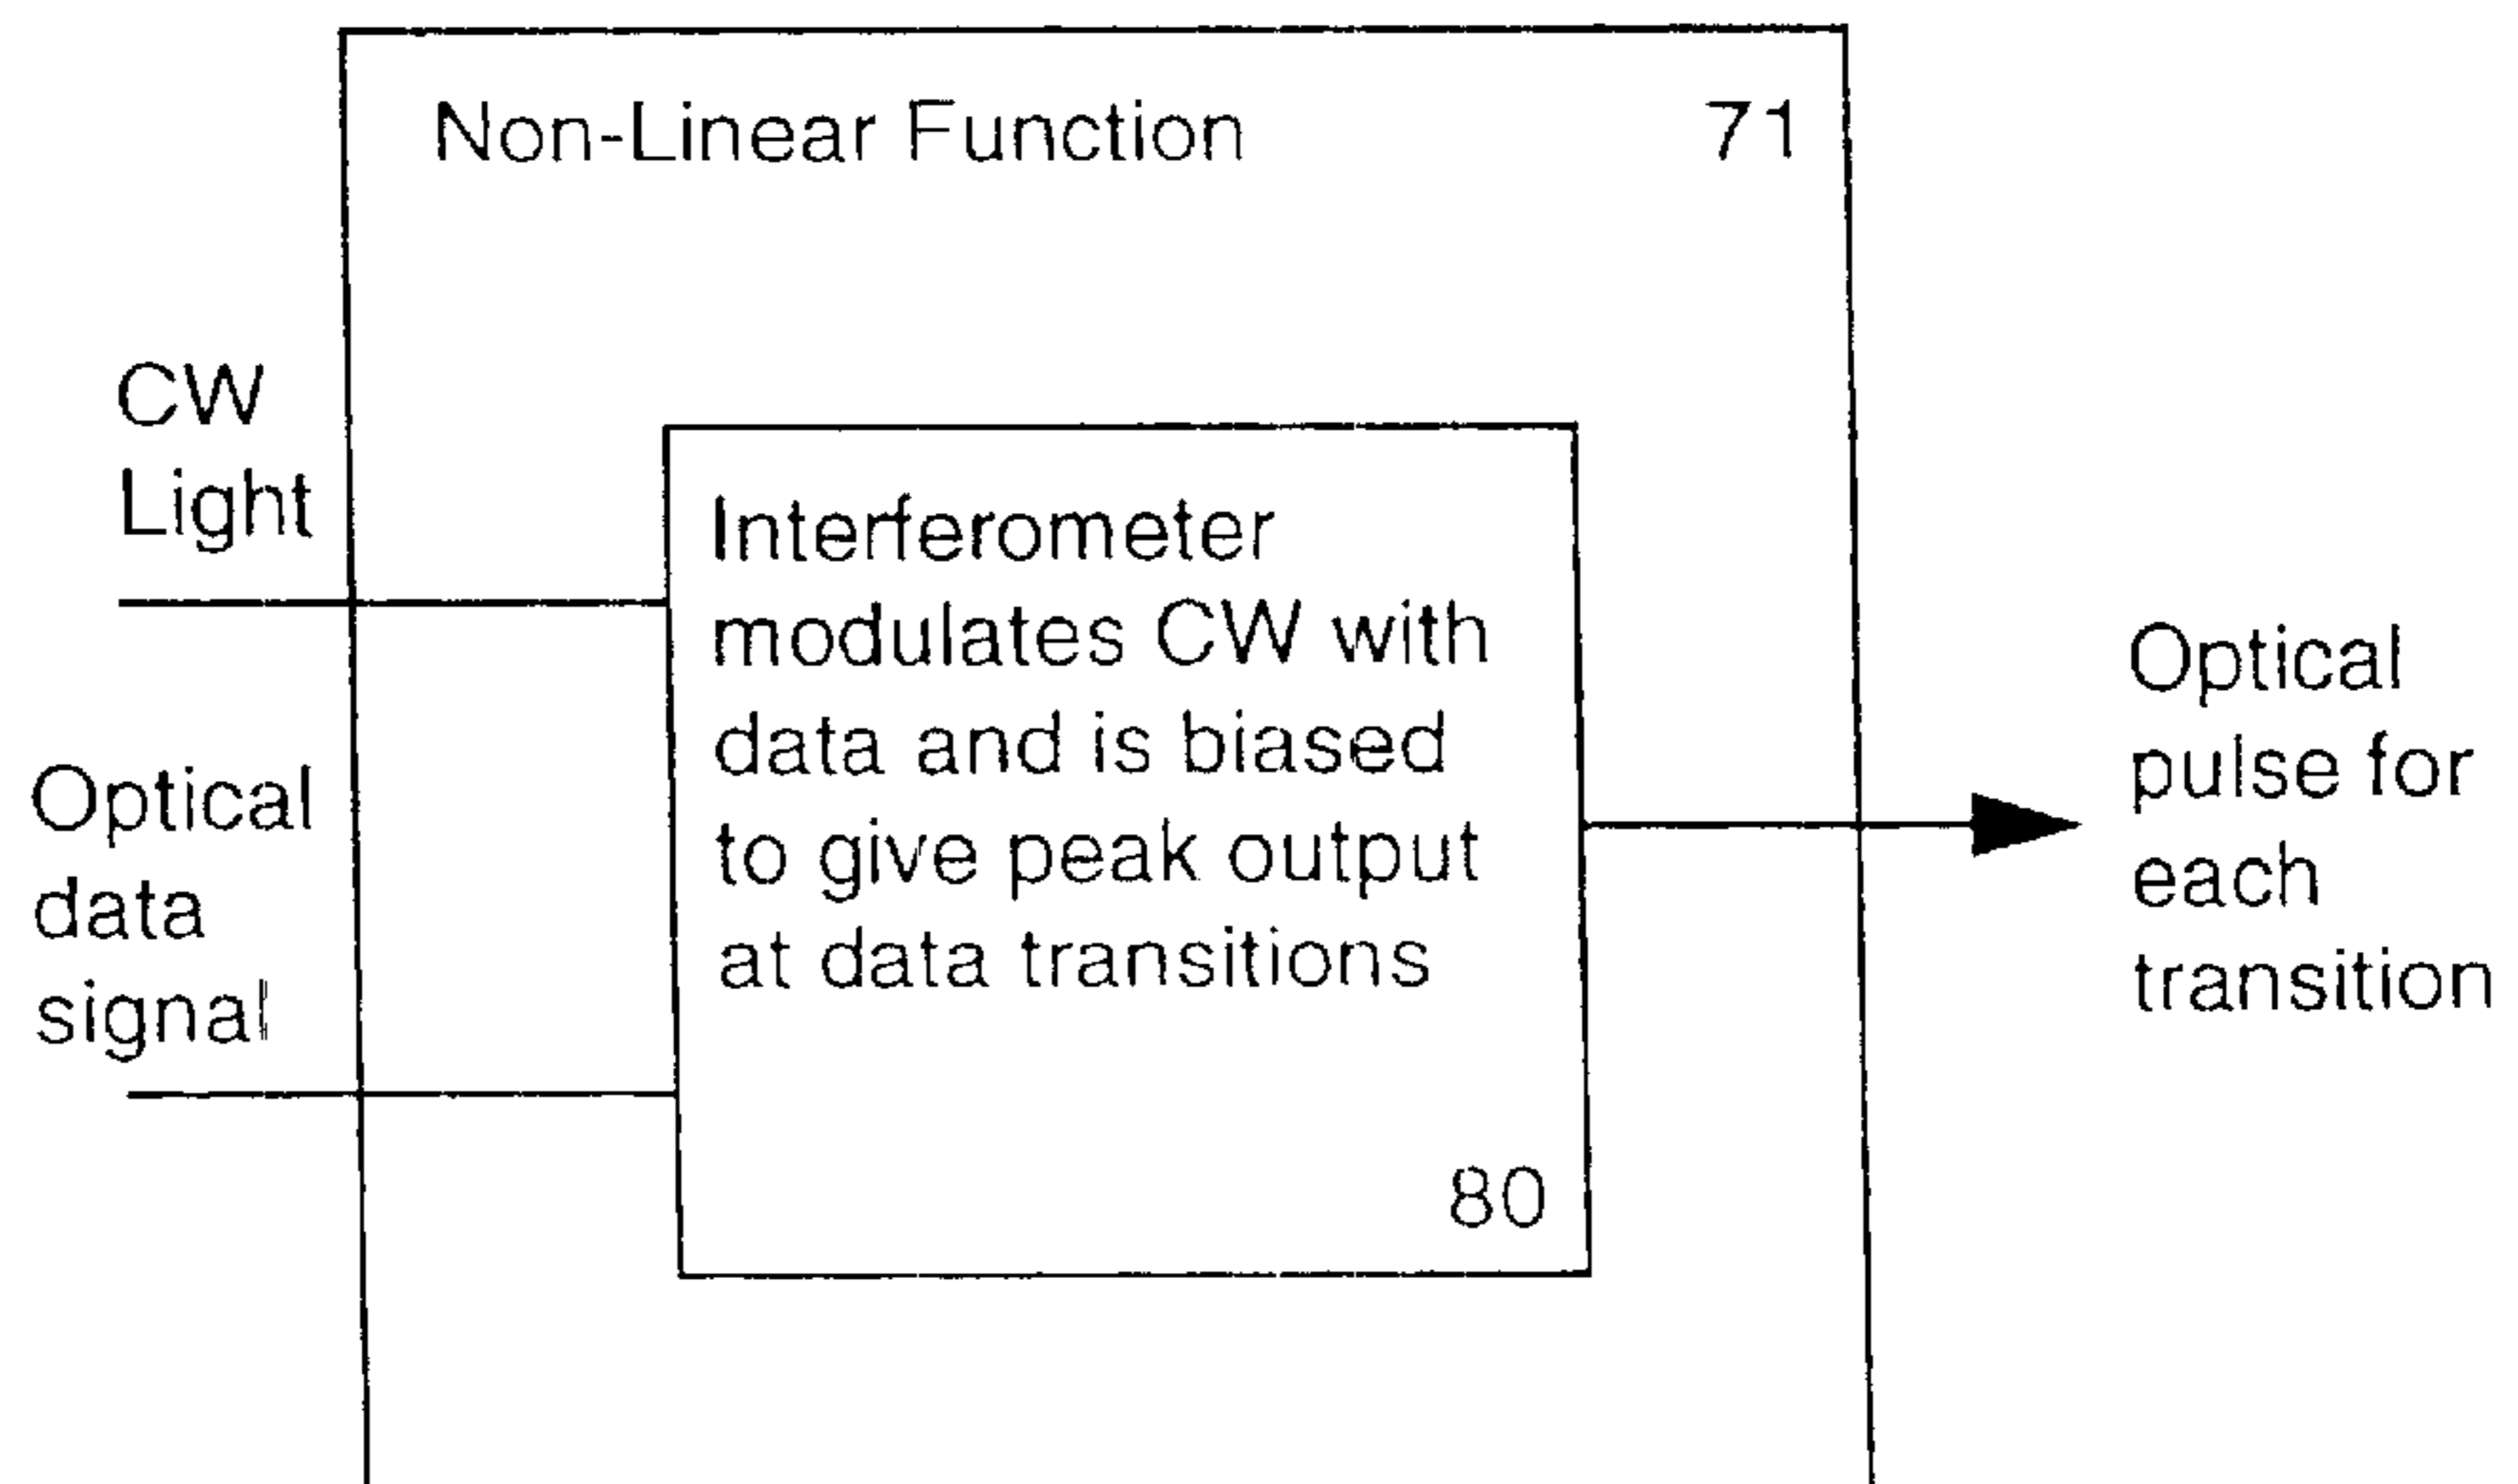 Non-Linear Function 71
CW
Light
Optical
data
signal
Interferometer
modulates CW with
data and is biased
to give peak output
at data transitions
80
Optical
pulse for
each
transition